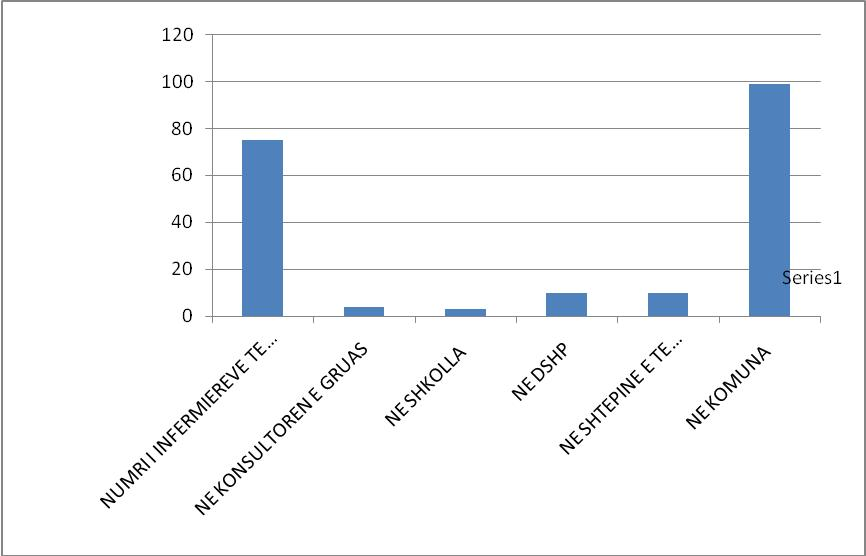 120
100
80
60
40
20
0
Series1
NUMRI I INFERMIEREVE TE...
NE KONSULTOREN E GRUAS
NE SHKOLLA
NE DSHP
NE SHTEPINE E TE...
NE KOMUNA